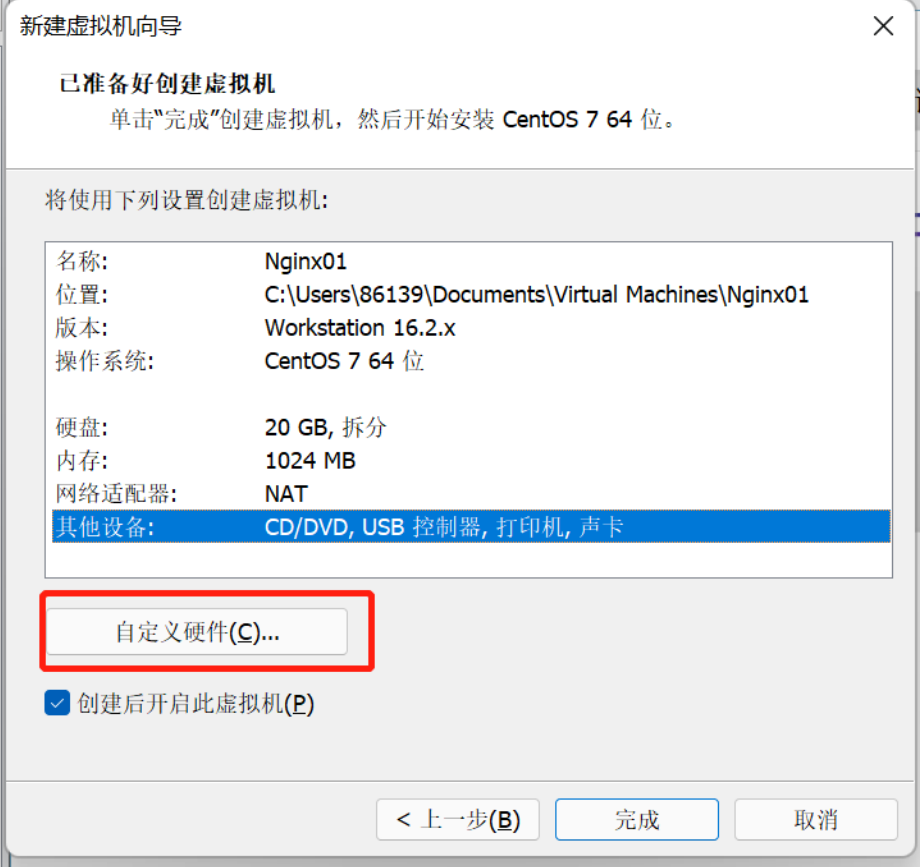 新建虚拟机向导
已准备好创建虚拟机
单击“完成”创建虚拟机，然后开始安装 CentOS 7 64 位。
将使用下列设置创建虚拟机:
名称: Nginx01
位置: C:\Users\86139\Documents\Virtual Machines\Nginx01
版本: Workstation 16.2.x
操作系统: CentOS 7 64 位
硬盘: 20 GB, 拆分
内存: 1024 MB
网络适配器: NAT
其他设备: CD/DVD, USB 控制器, 打印机, 声卡
自定义硬件(C)...
创建后开启此虚拟机(P)
< 上一步(B) 完成 取消